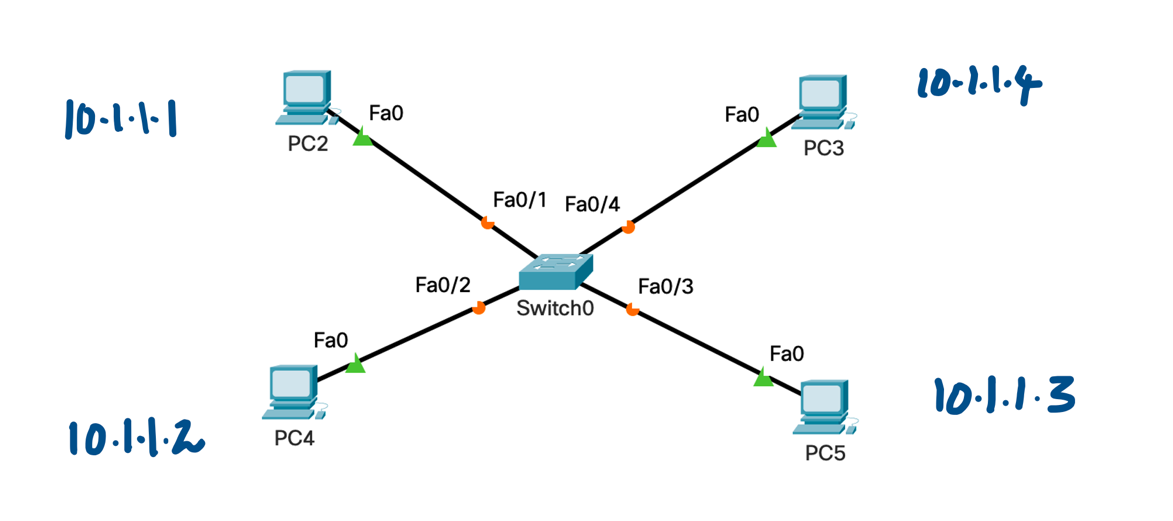 10.1.1.1
PC2
Fa0
Fa0/1
10.1.1.4
PC3
Fa0
Fa0/4
Switch0
Fa0/2
Fa0
PC4
10.1.1.2
Fa0/3
Fa0
PC5
10.1.1.3